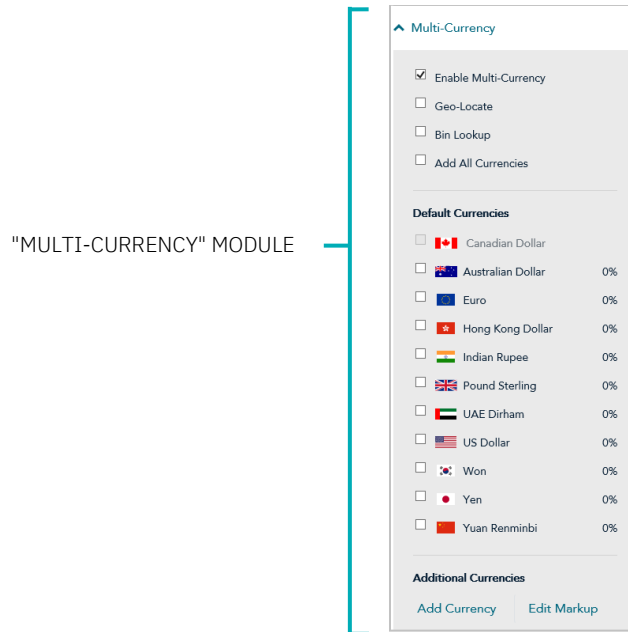 Multi-Currency
Enable Multi-Currency
Geo-Locate
Bin Lookup
Add All Currencies
Default Currencies
Canadian Dollar
"MULTI-CURRENCY" MODULE
Australian Dollar 0%
Euro 0%
Hong Kong Dollar 0%
Indian Rupee 0%
Pound Sterling 0%
UAE Dirham 0%
US Dollar 0%
Won 0%
Yen 0%
Yuan Renminbi 0%
Additional Currencies
Add Currency Edit Markup